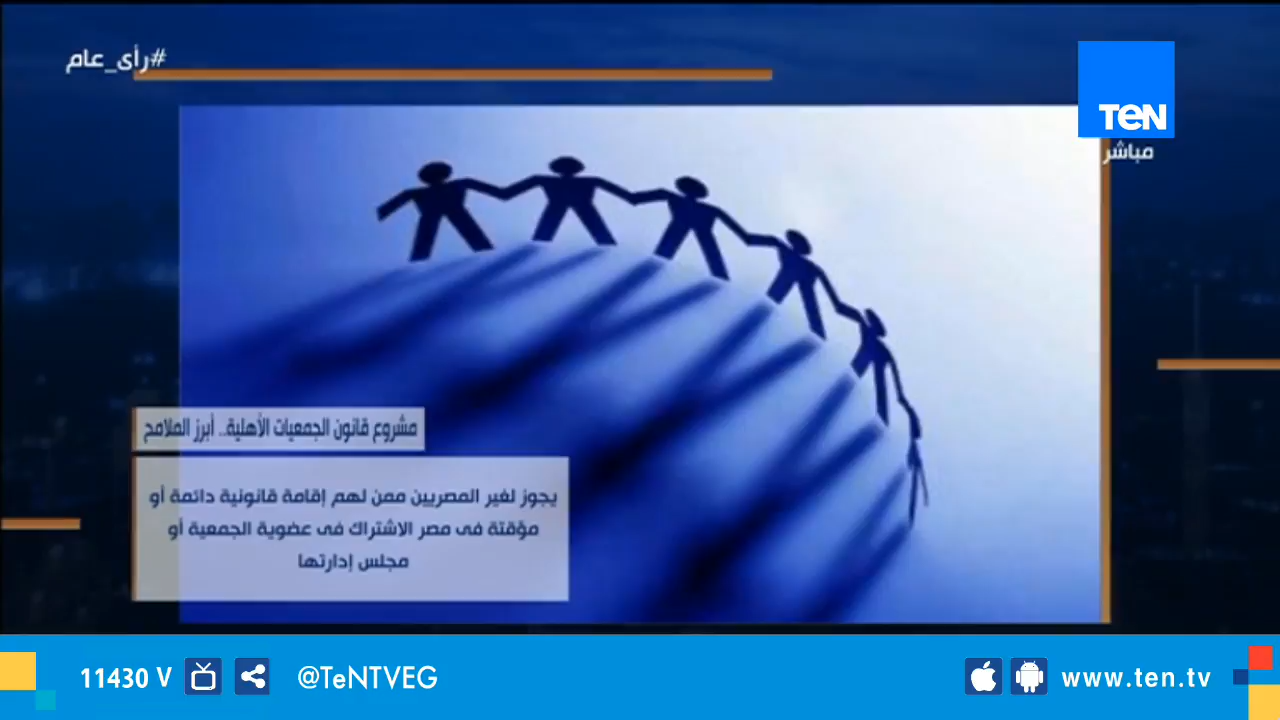 #رأى_عام
TeN
مباشر
مشروع قانون الجمعيات الأهلية.. أبرز الملامح
يجوز لغير المصريين ممن لهم إقامة قانونية دائمة أو
مؤقتة فى مصر الاشتراك فى عضوية الجمعية أو
مجلس إدارتها
11430 V
@TeNTVEG
www.ten.tv